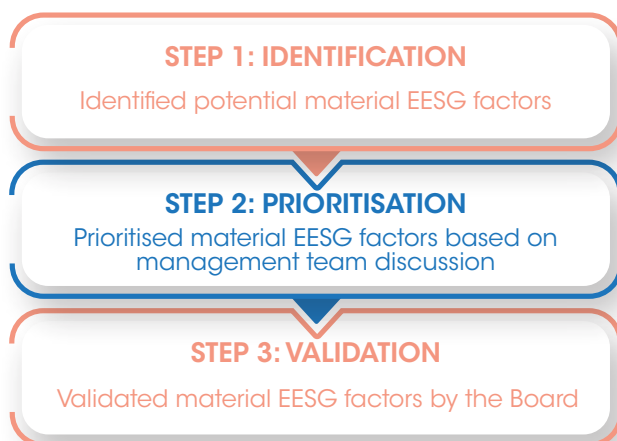 STEP 1: IDENTIFICATION
Identified potential material EESG factors
STEP 2: PRIORITISATION
Prioritised material EESG factors based on
management team discussion
STEP 3: VALIDATION
Validated material EESG factors by the Board